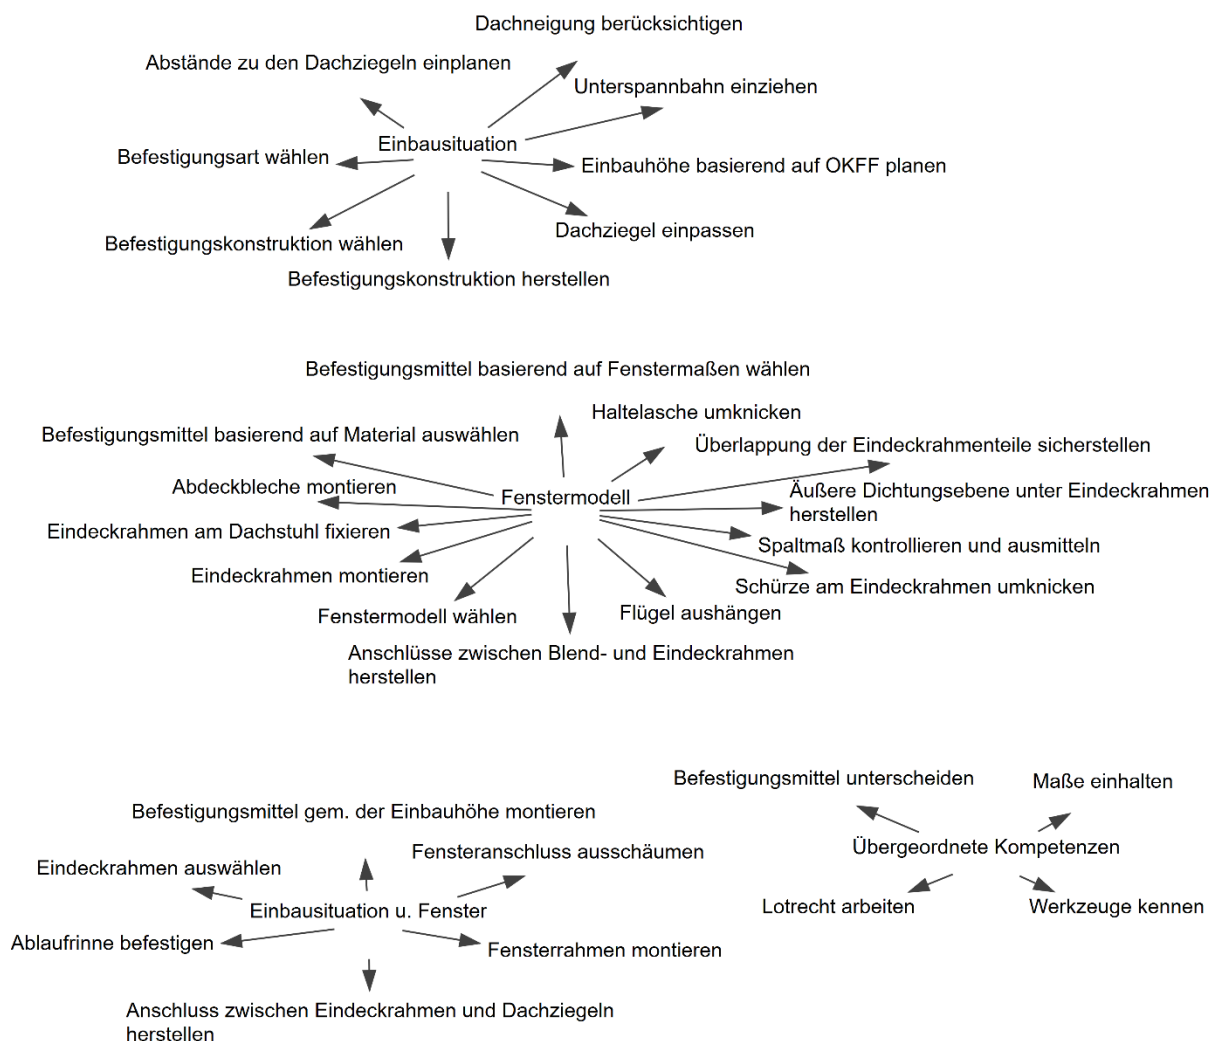 Dachneigung berücksichtigen
Abstände zu den Dachziegeln einplanen
Unterspannbahn einziehen
Einbausituation
Befestigungsart wählen
Einbauhöhe basierend auf OKFF planen
Dachziegel einpassen
Befestigungskonstruktion wählen
Befestigungskonstruktion herstellen
Befestigungsmittel basierend auf Fenstermaßen wählen
Haltelasche umknicken
Befestigungsmittel basierend auf Material auswählen
Überlappung der Eindeckrahmenteile sicherstellen
Abdeckbleche montieren
Fenstermodell
Äußere Dichtungsebene unter Eindeckrahmen
herstellen
Eindeckrahmen am Dachstuhl fixieren
Spaltmaß kontrollieren und ausmitteln
Eindeckrahmen montieren
Schürze am Eindeckrahmen umknicken
Fenstermodell wählen
Flügel aushängen
Anschlüsse zwischen Blend- und Eindeckrahmen
herstellen
Befestigungsmittel gem. der Einbauhöhe montieren
Eindeckrahmen auswählen
Fensteranschluss ausschäumen
Einbausituation u. Fenster
Ablaufrinne befestigen
Fensterrahmen montieren
Anschluss zwischen Eindeckrahmen und Dachziegeln
herstellen
Befestigungsmittel unterscheiden
Maße einhalten
Übergeordnete Kompetenzen
Lotrecht arbeiten
Werkzeuge kennen